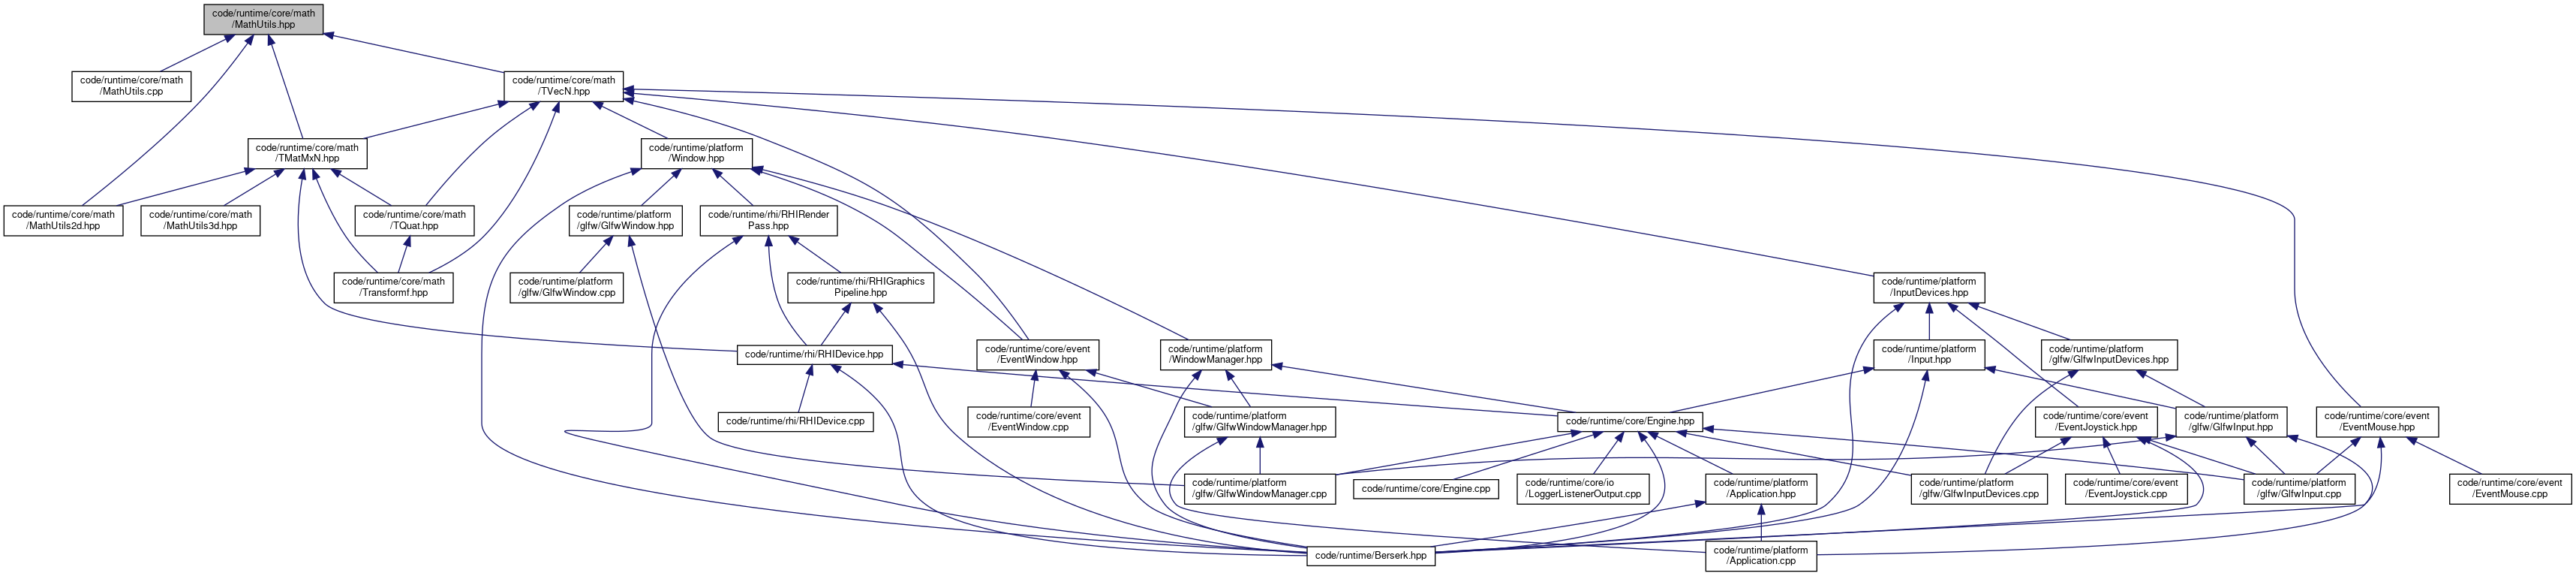 code/runtime/core/math
/MathUtils.hpp
code/runtime/core/math
/MathUtils.cpp
code/runtime/core/math
/TVecN.hpp
code/runtime/core/math
/TMatMxN.hpp
code/runtime/platform
/Window.hpp
code/runtime/core/math
/MathUtils2d.hpp
code/runtime/core/math
/MathUtils3d.hpp
code/runtime/core/math
/TQuat.hpp
code/runtime/platform
/glfw/GlfwWindow.hpp
code/runtime/rhi/RHIRender
Pass.hpp
code/runtime/core/math
/Transformf.hpp
code/runtime/platform
/glfw/GlfwWindow.cpp
code/runtime/rhi/RHIGraphics
Pipeline.hpp
code/runtime/platform
/InputDevices.hpp
code/runtime/rhi/RHIDevice.hpp
code/runtime/core/event
/EventWindow.hpp
code/runtime/platform
/WindowManager.hpp
code/runtime/platform
/Input.hpp
code/runtime/platform
/glfw/GlfwInputDevices.hpp
code/runtime/rhi/RHIDevice.cpp
code/runtime/core/event
/EventWindow.cpp
code/runtime/platform
/glfw/GlfwWindowManager.hpp
code/runtime/core/Engine.hpp
code/runtime/core/event
/EventJoystick.hpp
code/runtime/platform
/glfw/GlfwInput.hpp
code/runtime/core/event
/EventMouse.hpp
code/runtime/platform
/glfw/GlfwWindowManager.cpp
code/runtime/core/Engine.cpp
code/runtime/core/io
/LoggerListenerOutput.cpp
code/runtime/platform
/Application.hpp
code/runtime/platform
/glfw/GlfwInputDevices.cpp
code/runtime/core/event
/EventJoystick.cpp
code/runtime/platform
/glfw/GlfwInput.cpp
code/runtime/core/event
/EventMouse.cpp
code/runtime/Berserk.hpp
code/runtime/platform
/Application.cpp